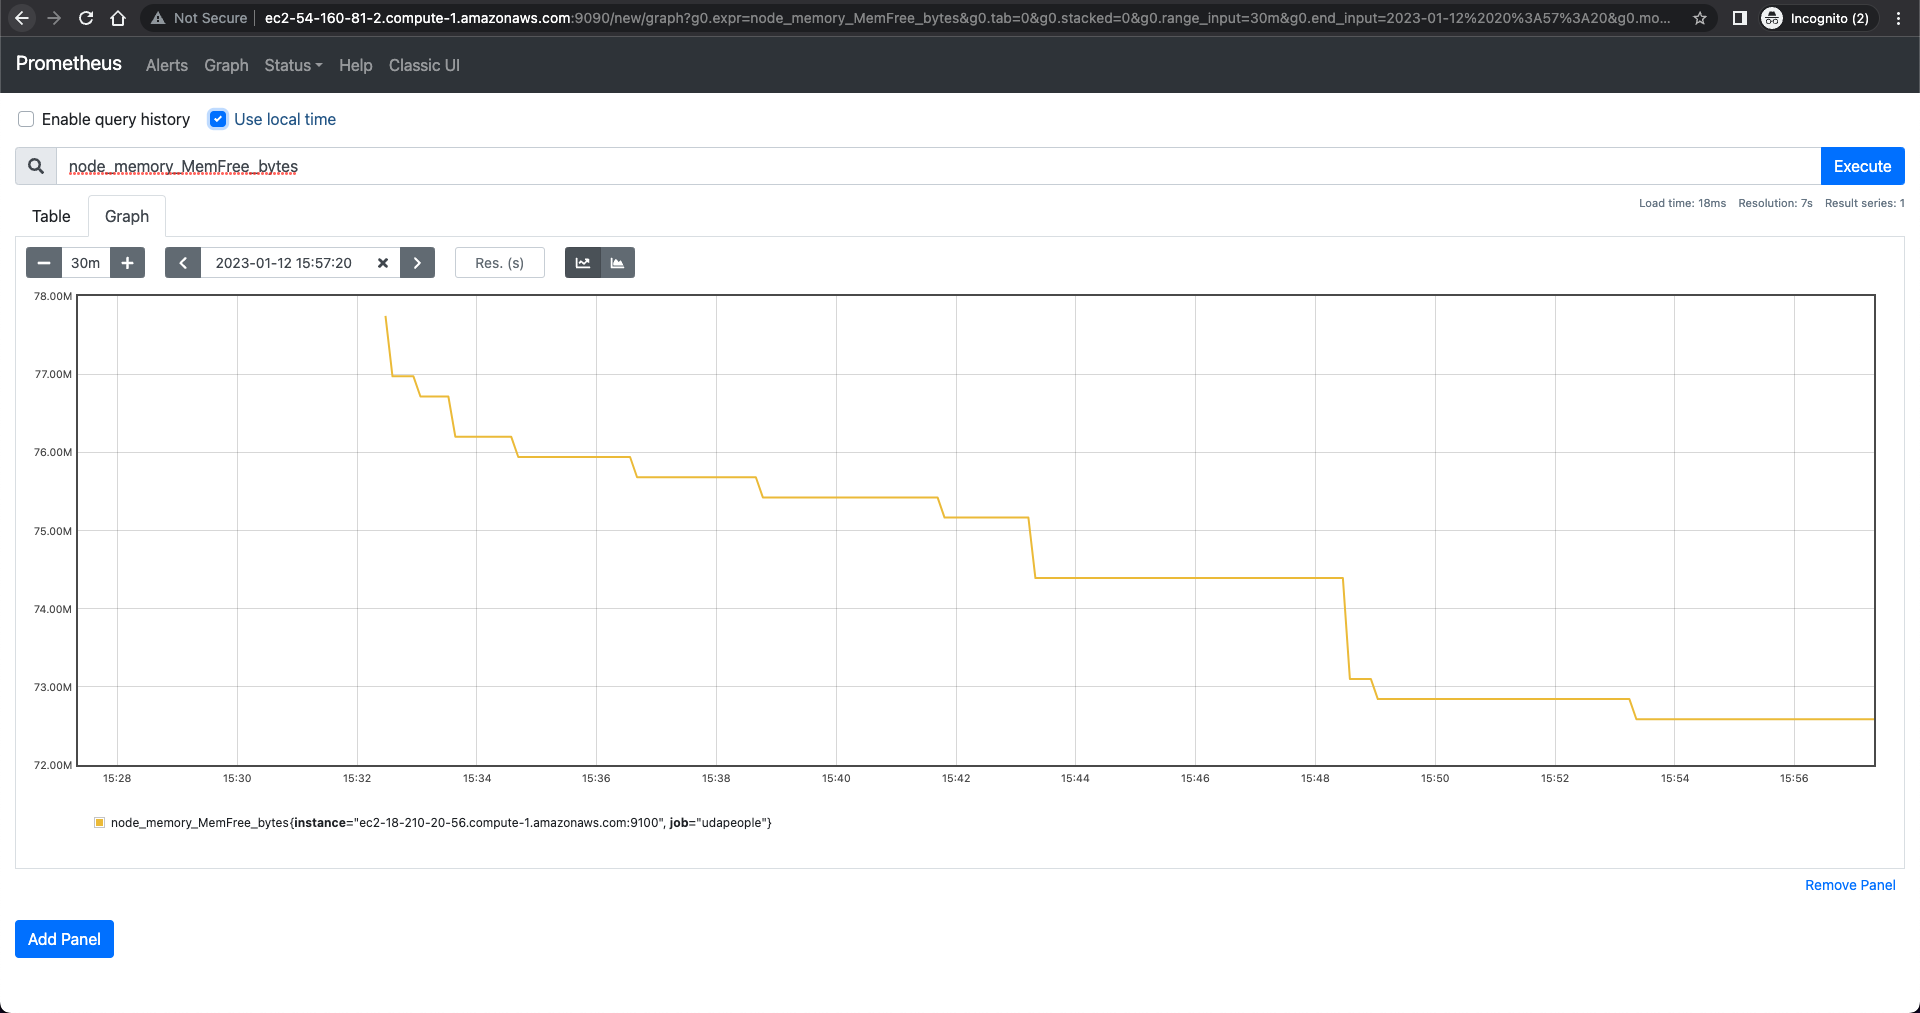 Not Secure | ec2-54-160-81-2.compute-1.amazonaws.com:9090/new/graph?g0.expr=node_memory_MemFree_bytes&g0.tab=0&g0.stacked=0&g0.range_input=30m&g0.end_input=2023-01-12%2020%3A57%3A20&g0.mo... Incognito (2)
Prometheus Alerts Graph Status Help Classic UI
Enable query history Use local time
node_memory_MemFree_bytes Execute
Load time: 18ms Resolution: 7s Result series: 1
Table Graph
30m 2023-01-12 15:57:20 Res. (s)
78.00M
77.00M
76.00M
75.00M
74.00M
73.00M
72.00M
15:28 15:30 15:32 15:34 15:36 15:38 15:40 15:42 15:44 15:46 15:48 15:50 15:52 15:54 15:56
node_memory_MemFree_bytes{instance="ec2-18-210-20-56.compute-1.amazonaws.com:9100", job="udapeople"}
Remove Panel
Add Panel